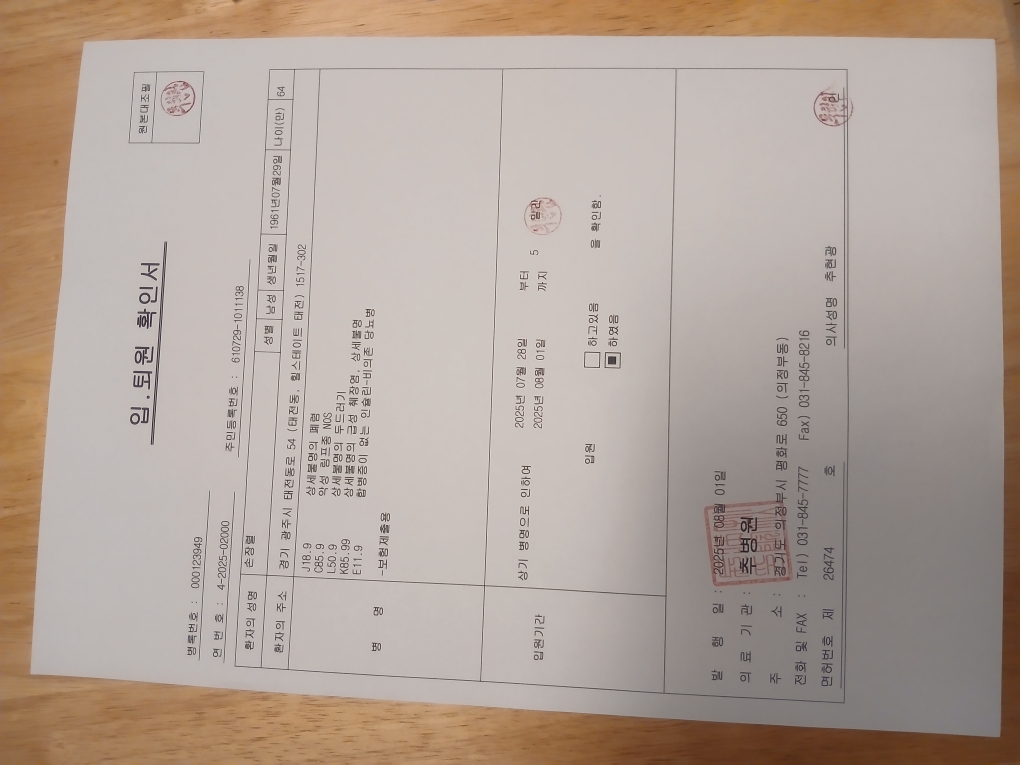 원본대조필
입.퇴원 확인서
병록번호 : 000123949
연 번 호 : 4-2025-02000
주민등록번호 : 610729-1011138
환자의 성명 손장렬 성별 남성 생년월일 1961년07월29일 나이(만) 64
환자의 주소 경기 광주시 태전동로 54 (태전동, 힐스테이트 태전) 1517-302
병 명
J18.9 상세불명의 폐렴
C85.9 악성 림프종 NOS
L50.9 상세불명의 두드러기
K85.99 상세불명의 급성 췌장염, 상세불명
E11.9 합병증이 없는 인슐린-비의존 당뇨병
-보험제출용
입원기간
상기 병명으로 인하여
2025년 07월 28일 부터
2025년 08월 01일 까지 5 일간
입원
하고있음
하였음
을 확인함.
발 행 일 : 2025년 08월 01일
의 료 기 관 : 추병원
주 소 : 경기도 의정부시 평화로 650 (의정부동)
전화 및 FAX : Tel) 031-845-7777 Fax) 031-845-8216
면허번호 제 26474 호 의사성명 추현광 인